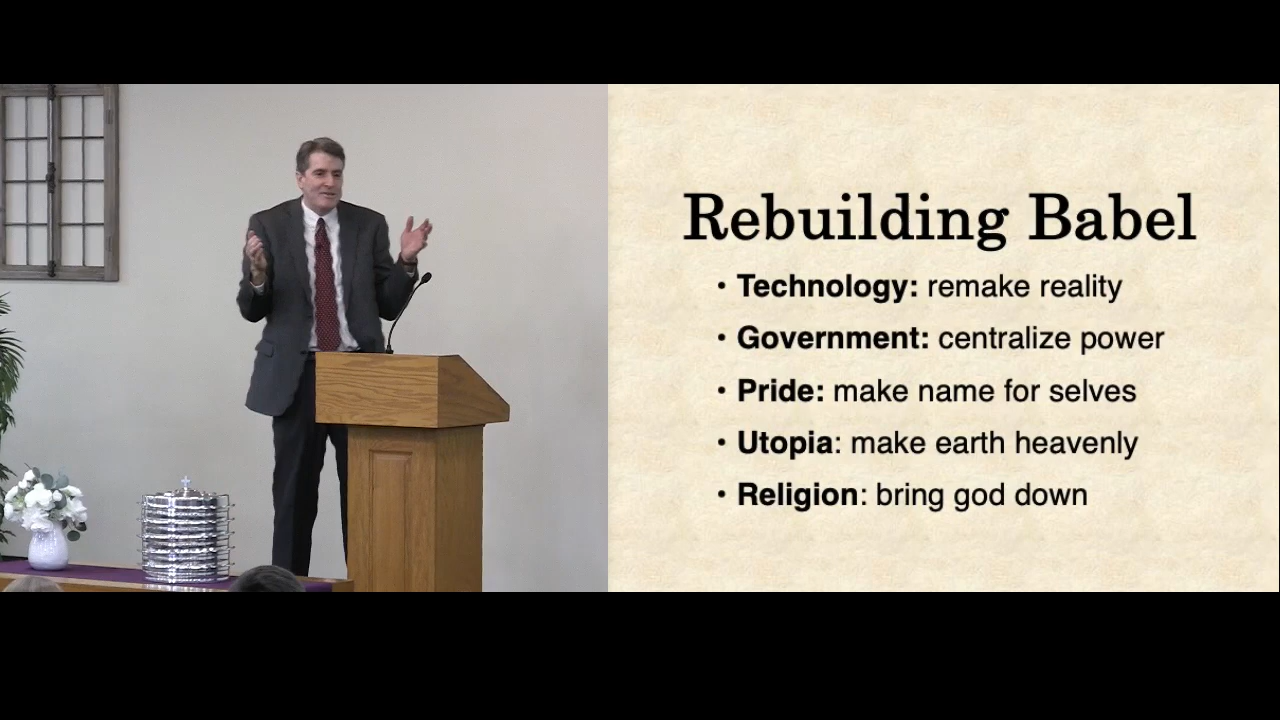 Rebuilding Babel
• Technology: remake reality
• Government: centralize power
• Pride: make name for selves
• Utopia: make earth heavenly
• Religion: bring god down